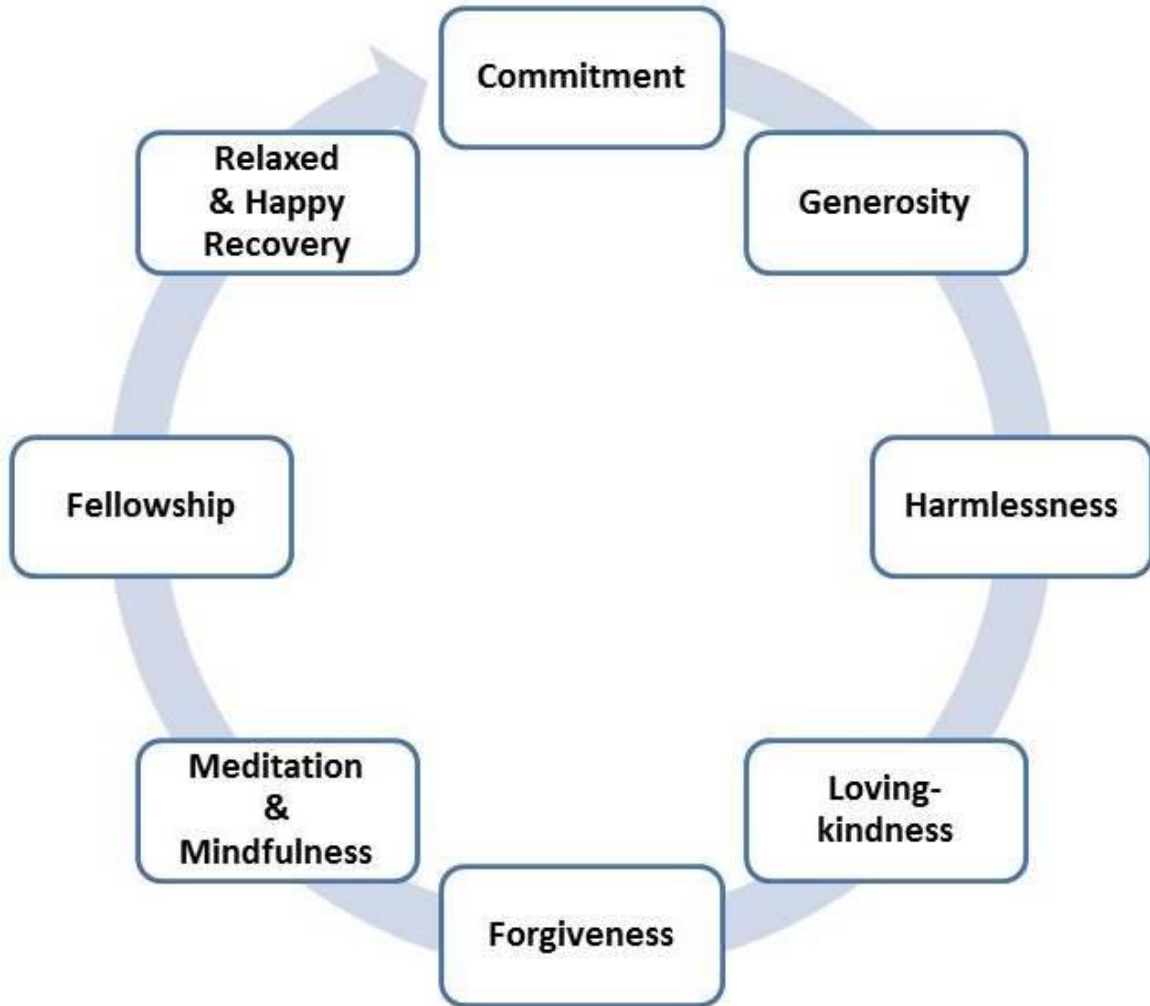 Commitment
Generosity
Harmlessness
Loving-
kindness
Forgiveness
Meditation
&
Mindfulness
Fellowship
Relaxed
& Happy
Recovery